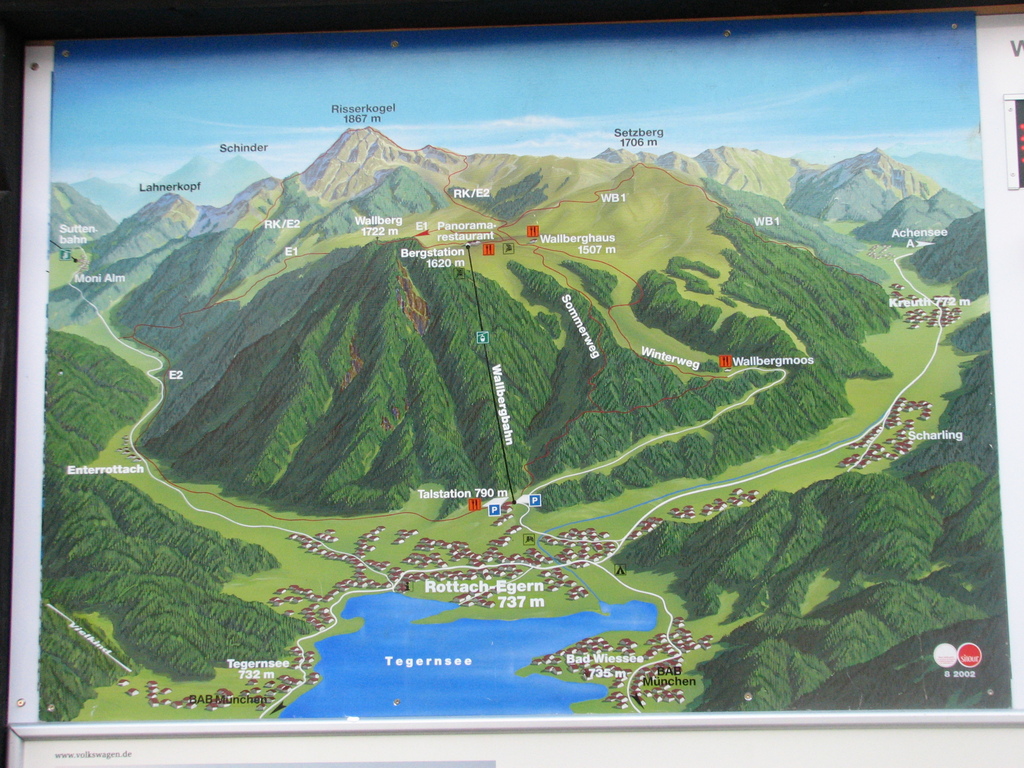 W
Risserkogel
1867 m
Schinder
Setzberg
1706 m
Lahnerkopf
RK/E2
WB1
Sutten-
bahn
RK/E2
Wallberg
1722 m
E1
Panorama-
restaurant
WB1
Achensee
A
E1
Bergstation
1620 m
Wallberghaus
1507 m
Moni Alm
Kreuth 772 m
Sommerweg
Winterweg
Wallbergmoos
E2
Wallbergbahn
Scharling
Enterrottach
Talstation 790 m
P
P
Rottach-Egern
737 m
Valepp
Tegernsee
732 m
Tegernsee
Bad Wiessee
735 m
BAB
München
BAB München
sitour
8 2002
www.volkswagen.de